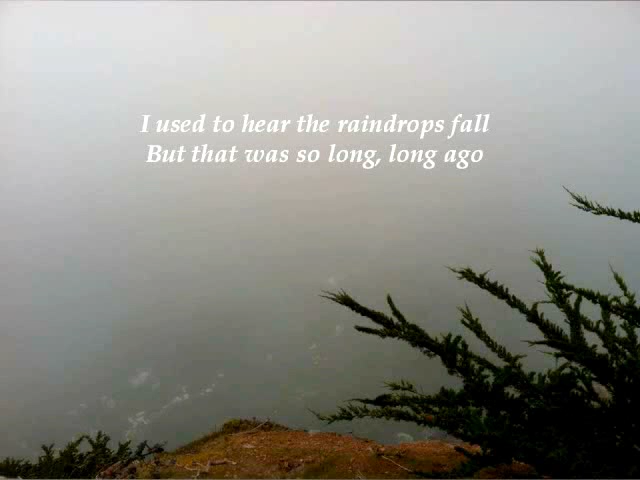 I used to hear the raindrops fall
But that was so long, long ago